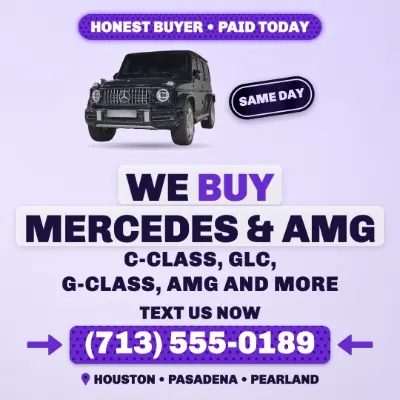 HONEST BUYER • PAID TODAY
SAME DAY
WE BUY
MERCEDES & AMG
C-CLASS, GLC,
G-CLASS, AMG AND MORE
TEXT US NOW
(713) 555-0189
HOUSTON • PASADENA • PEARLAND